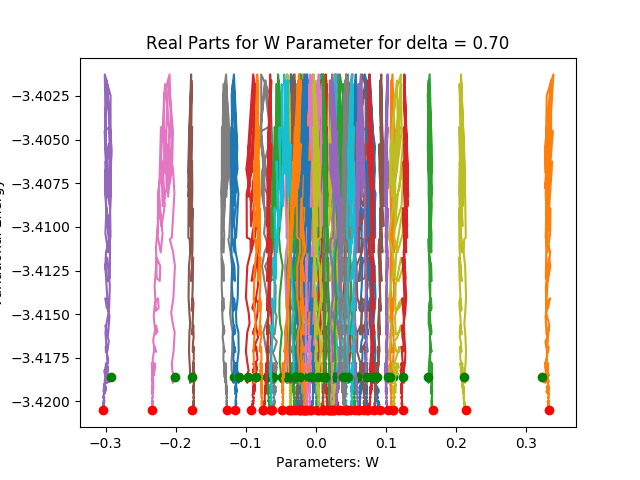 Real Parts for W Parameter for delta = 0.70
−3.4025
−3.4050
−3.4075
−3.4100
−3.4125
−3.4150
−3.4175
−3.4200
−0.3 −0.2 −0.1 0.0 0.1 0.2 0.3
Parameters: W